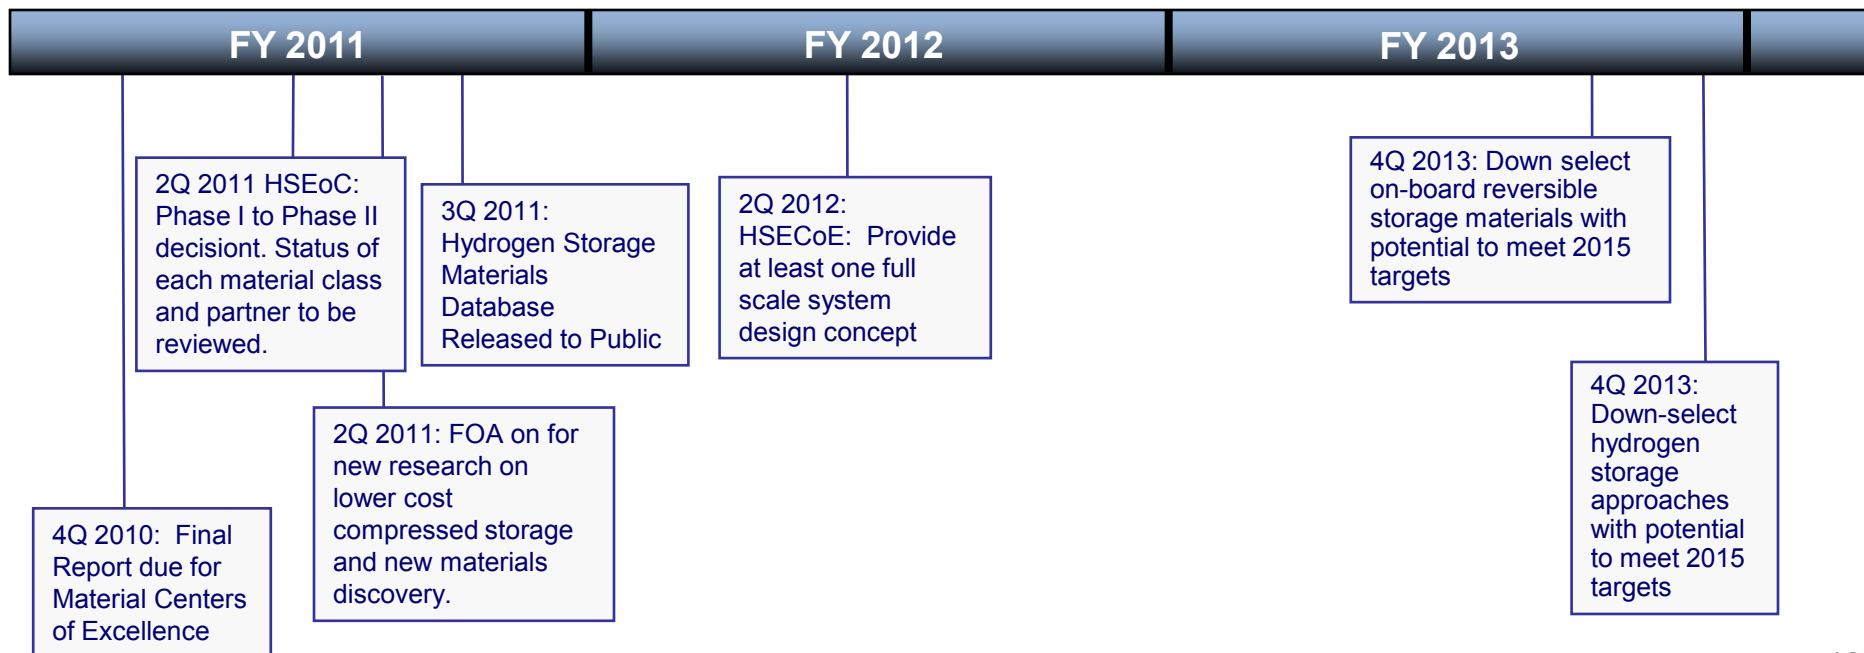 FY 2011
FY 2012
FY 2013
2Q 2011 HSEoC:
Phase I to Phase II
decisiont. Status of
each material class
and partner to be
reviewed.
3Q 2011:
Hydrogen Storage
Materials
Database
Released to Public
2Q 2012:
HSECoE: Provide
at least one full
scale system
design concept
4Q 2013: Down select
on-board reversible
storage materials with
potential to meet 2015
targets
2Q 2011: FOA on for
new research on
lower cost
compressed storage
and new materials
discovery.
4Q 2013:
Down-select
hydrogen
storage
approaches
with potential
to meet 2015
targets
4Q 2010: Final
Report due for
Material Centers
of Excellence